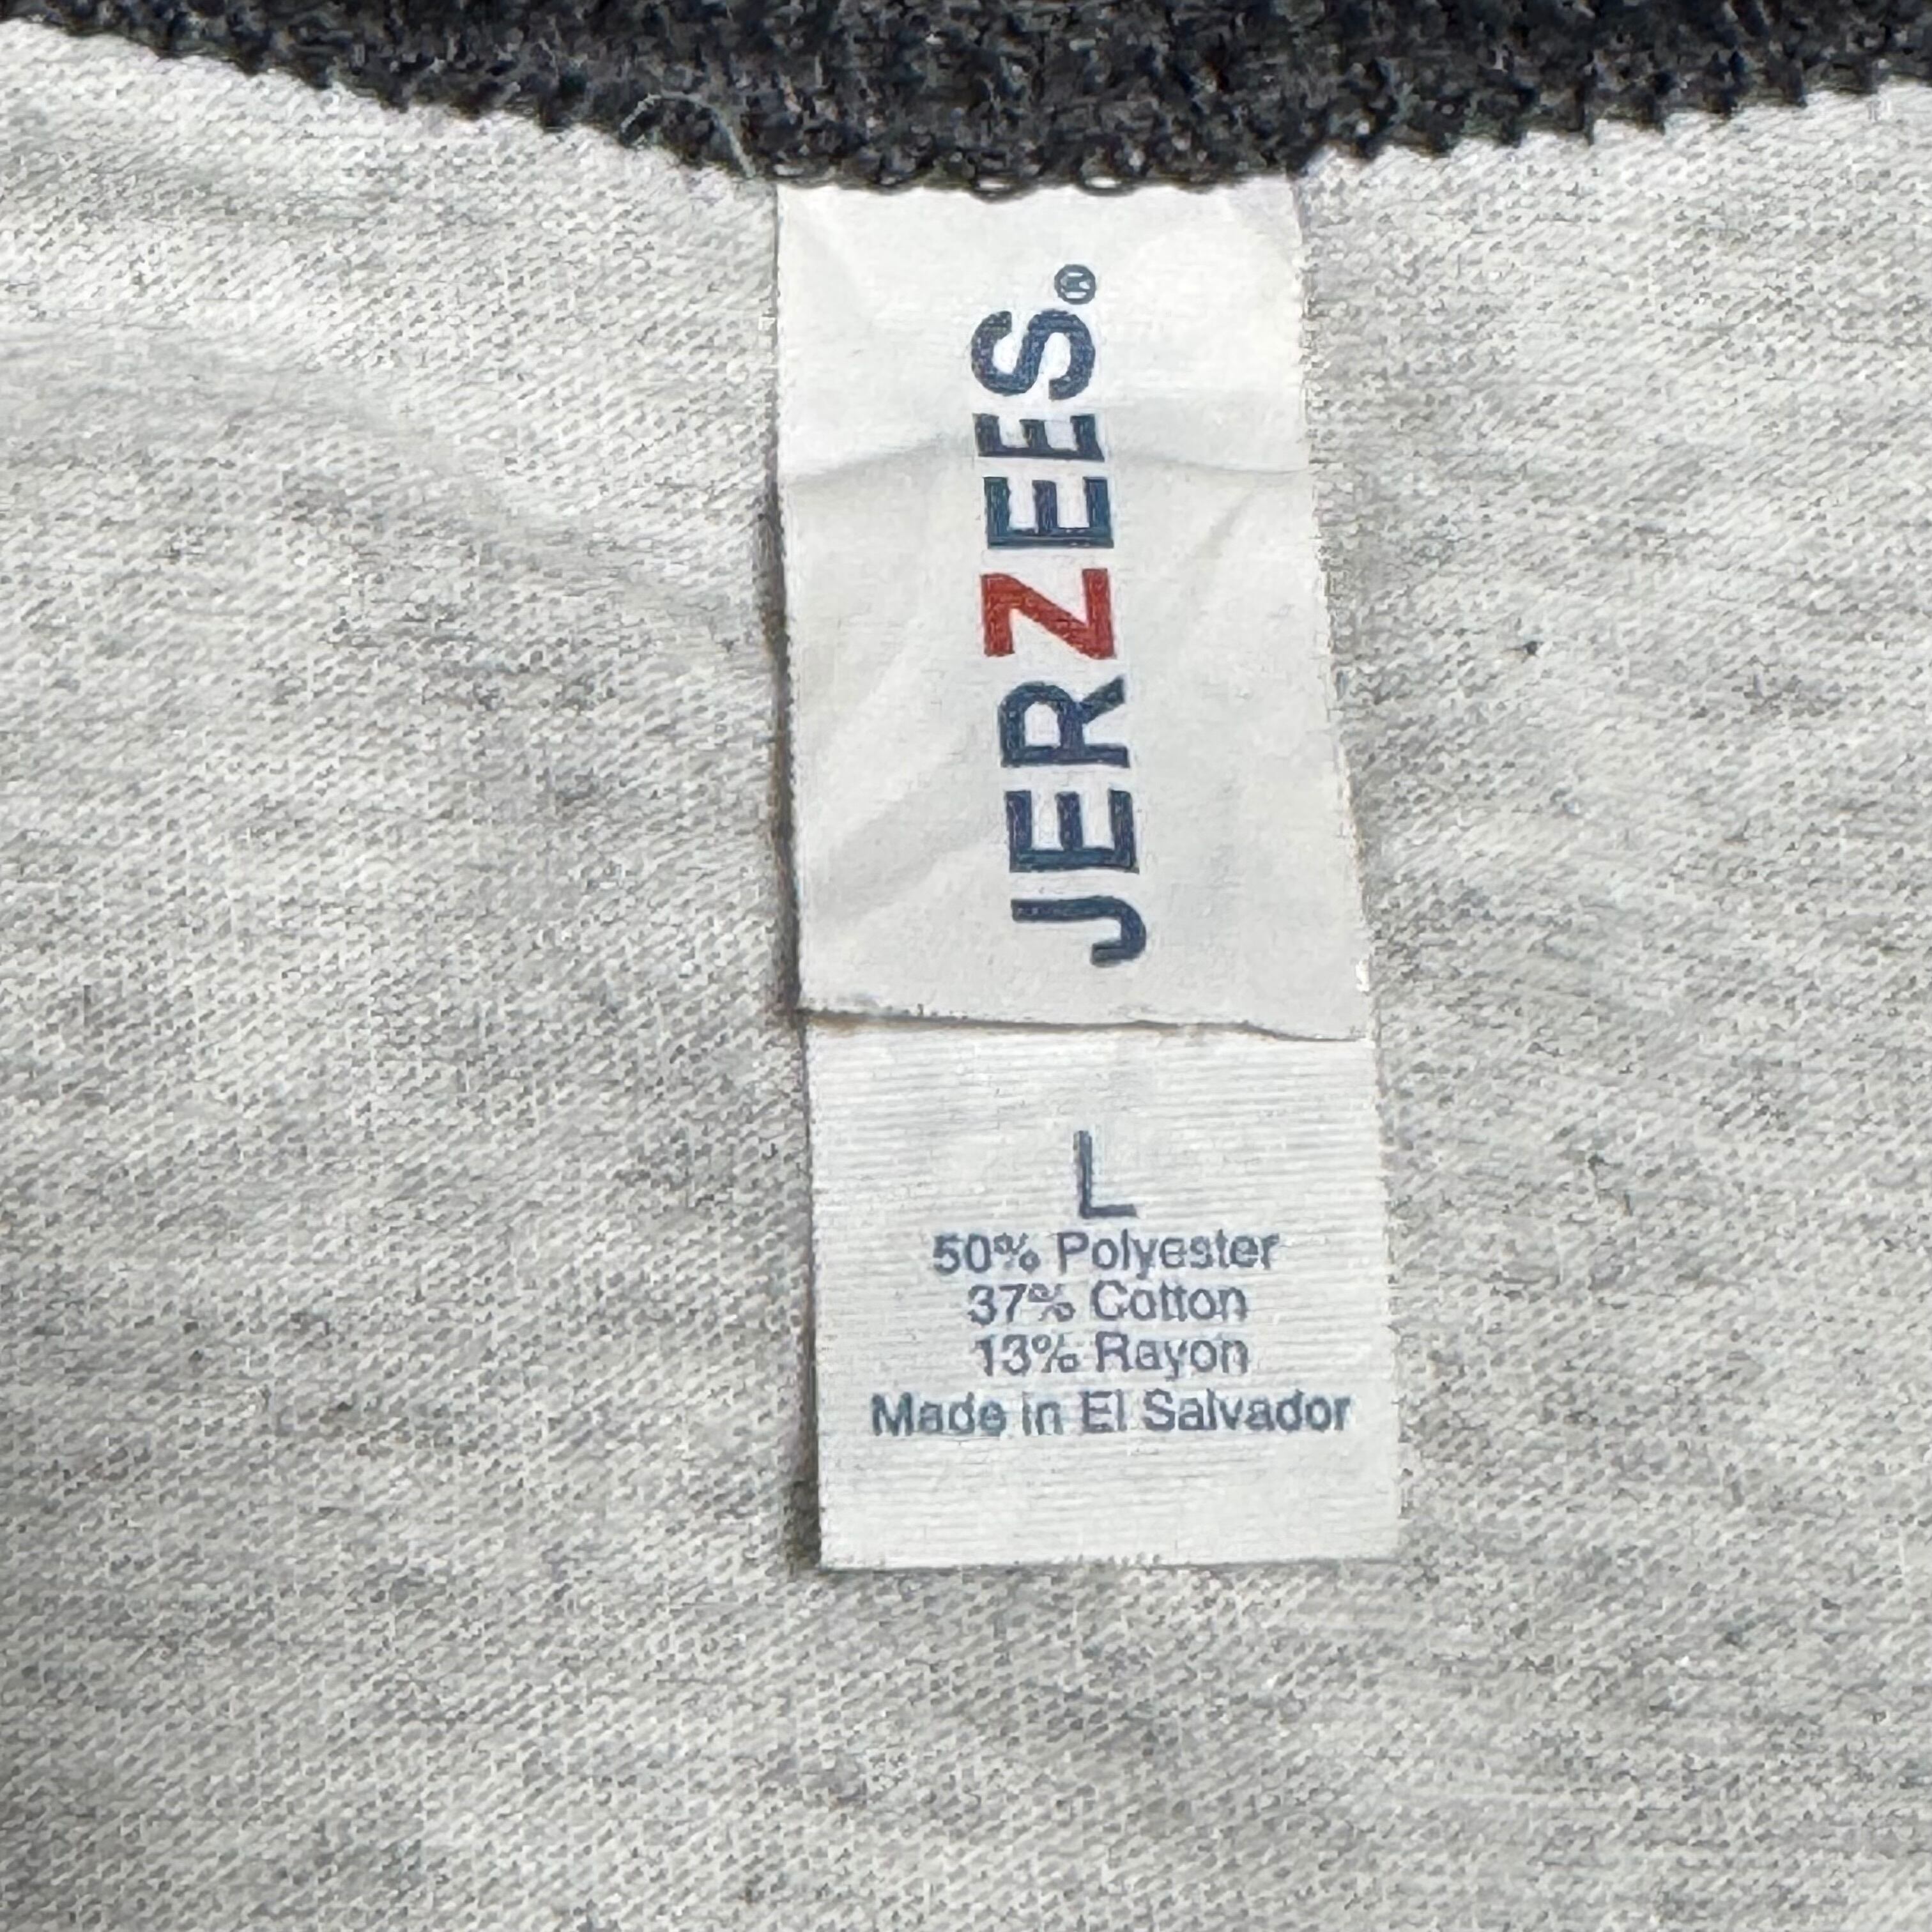 JERZEES®
L
50% Polyester
37% Cotton
13% Rayon
Made in El Salvador